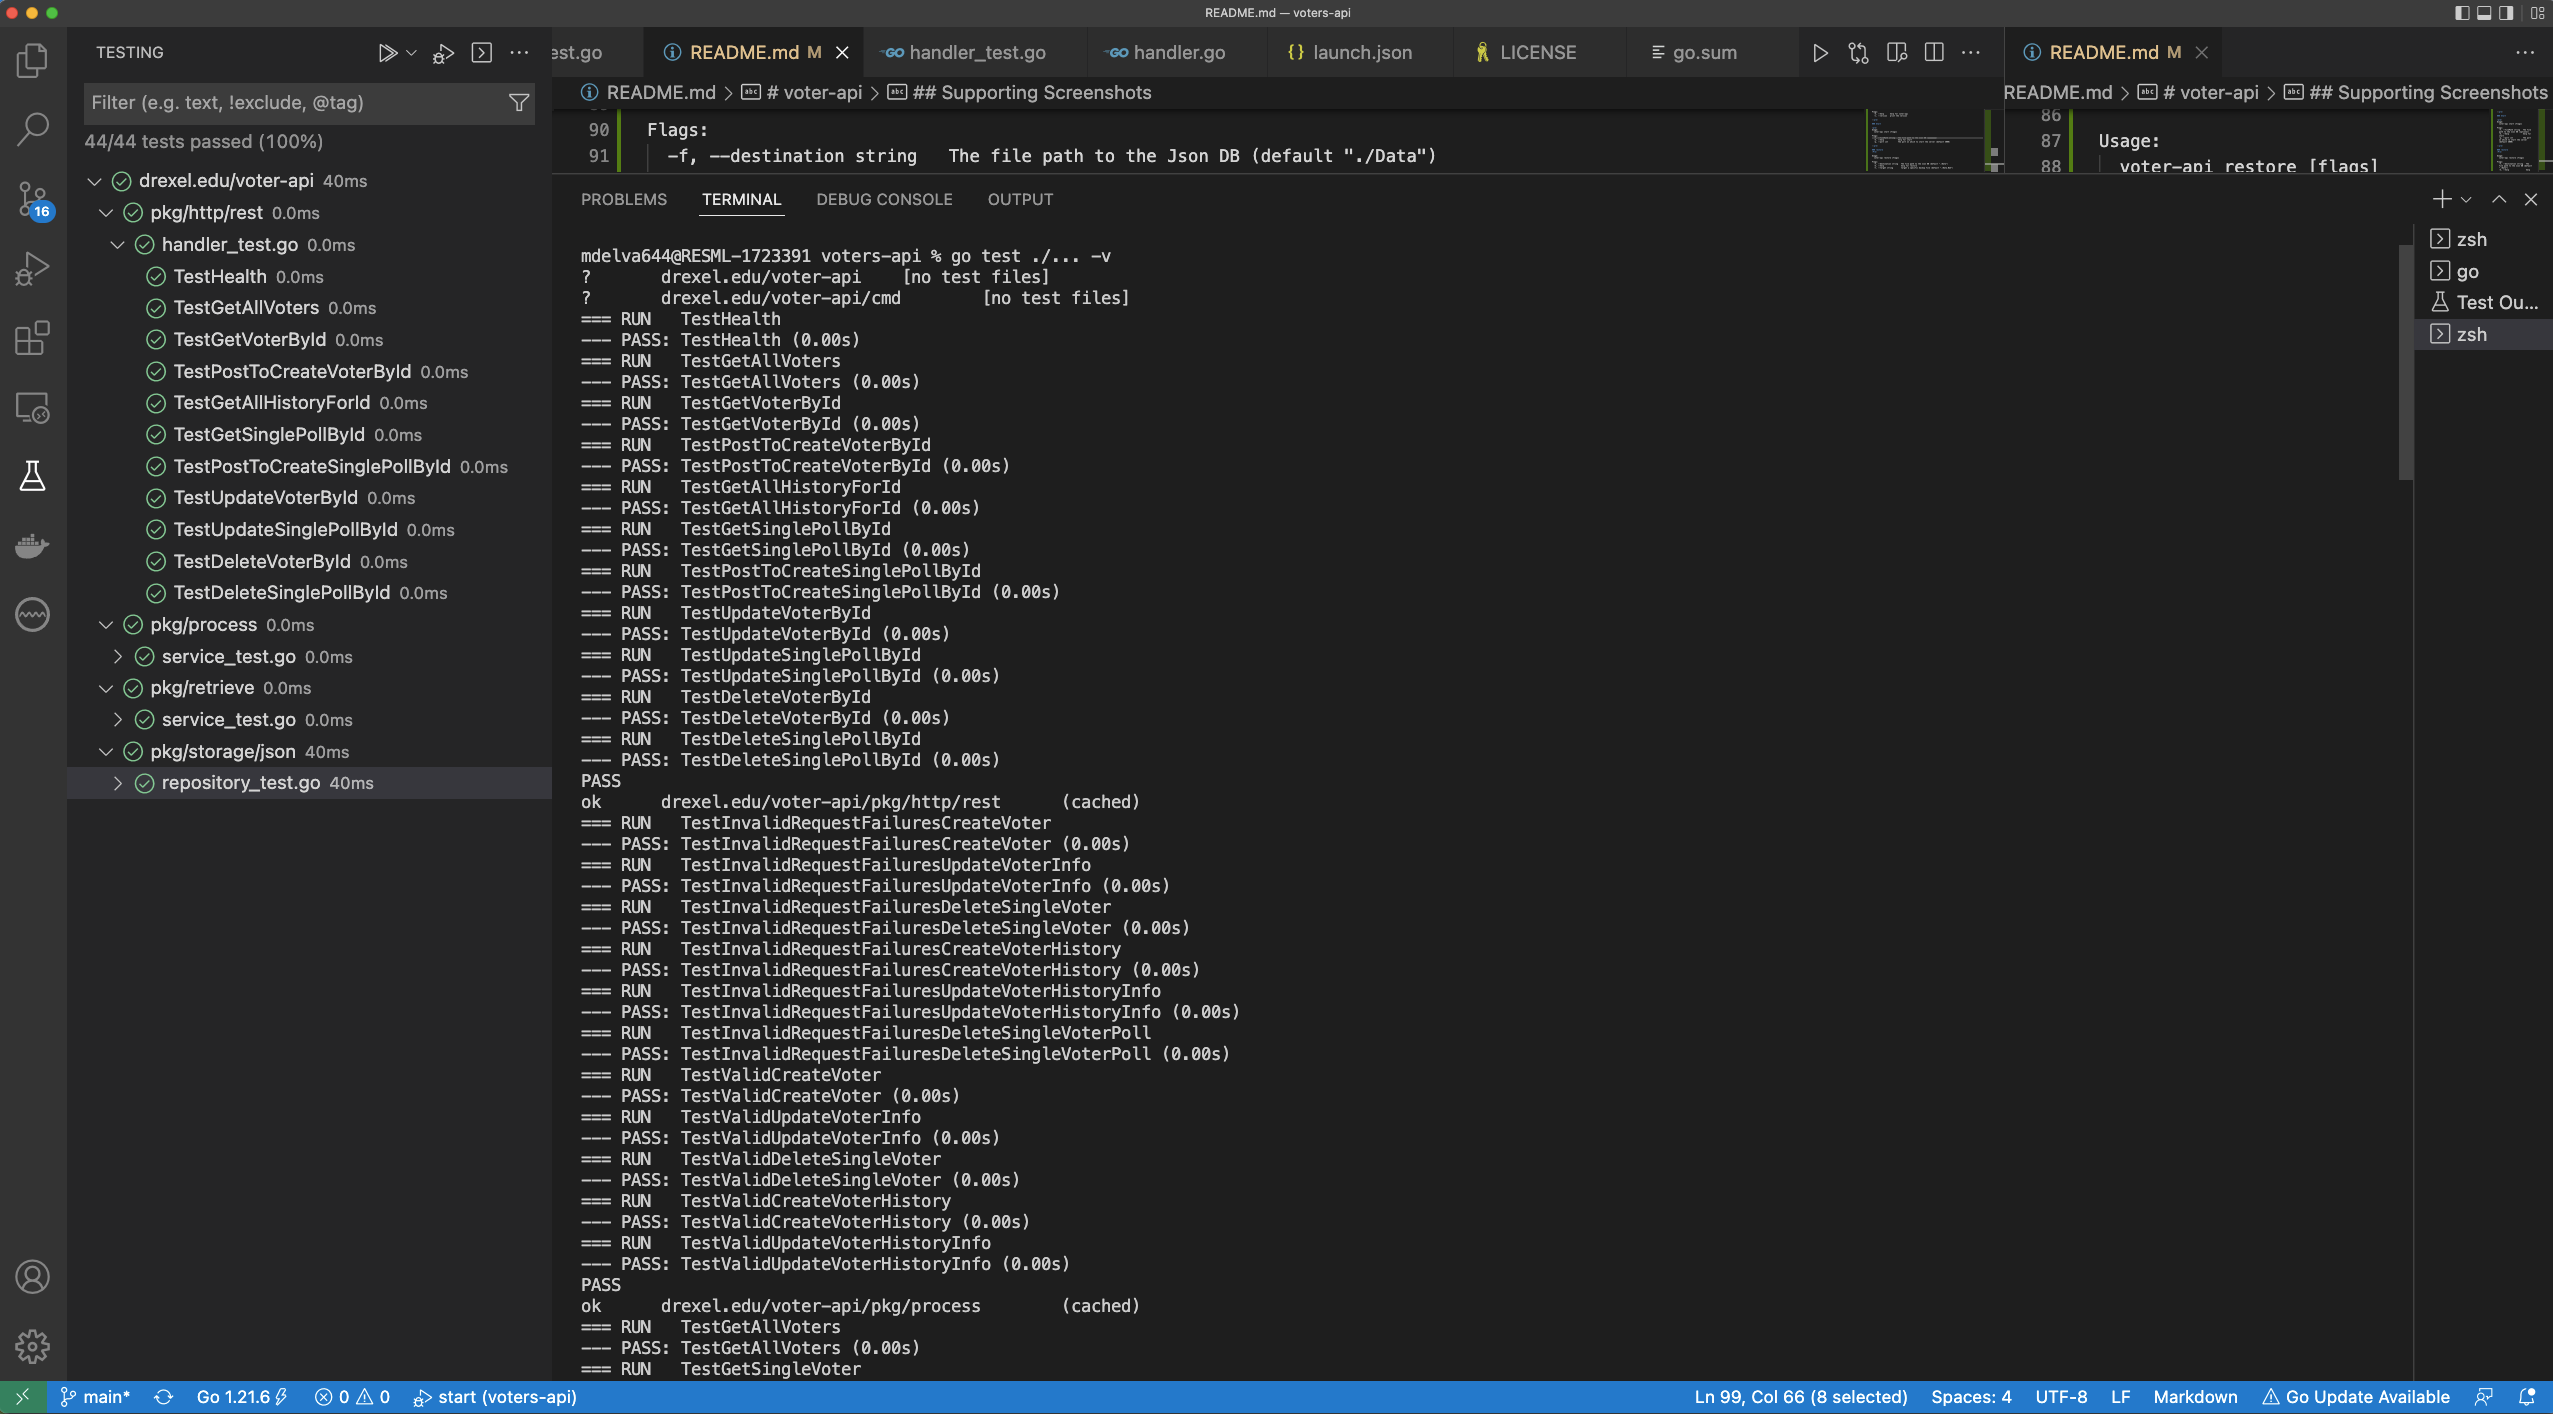 README.md — voters-api
TESTING
Filter (e.g. text, !exclude, @tag)
44/44 tests passed (100%)
drexel.edu/voter-api 40ms
pkg/http/rest 0.0ms
handler_test.go 0.0ms
TestHealth 0.0ms
TestGetAllVoters 0.0ms
TestGetVoterById 0.0ms
TestPostToCreateVoterById 0.0ms
TestGetAllHistoryForId 0.0ms
TestGetSinglePollById 0.0ms
TestPostToCreateSinglePollById 0.0ms
TestUpdateVoterById 0.0ms
TestUpdateSinglePollById 0.0ms
TestDeleteVoterById 0.0ms
TestDeleteSinglePollById 0.0ms
pkg/process 0.0ms
service_test.go 0.0ms
pkg/retrieve 0.0ms
service_test.go 0.0ms
pkg/storage/json 40ms
repository_test.go 40ms
16
est.go README.md M handler_test.go GO handler.go {} launch.json LICENSE go.sum
README.md > # voter-api > ## Supporting Screenshots
90 Flags:
91 -f, --destination string The file path to the Json DB (default "./Data")
README.md M
README.md > # voter-api > ## Supporting Screenshots
86
87 Usage:
88 voter-api restore [flags]
PROBLEMS TERMINAL DEBUG CONSOLE OUTPUT
mdelva644@RESML-1723391 voters-api % go test ./... -v
? drexel.edu/voter-api [no test files]
? drexel.edu/voter-api/cmd [no test files]
=== RUN TestHealth
--- PASS: TestHealth (0.00s)
=== RUN TestGetAllVoters
--- PASS: TestGetAllVoters (0.00s)
=== RUN TestGetVoterById
--- PASS: TestGetVoterById (0.00s)
=== RUN TestPostToCreateVoterById
--- PASS: TestPostToCreateVoterById (0.00s)
=== RUN TestGetAllHistoryForId
--- PASS: TestGetAllHistoryForId (0.00s)
=== RUN TestGetSinglePollById
--- PASS: TestGetSinglePollById (0.00s)
=== RUN TestPostToCreateSinglePollById
--- PASS: TestPostToCreateSinglePollById (0.00s)
=== RUN TestUpdateVoterById
--- PASS: TestUpdateVoterById (0.00s)
=== RUN TestUpdateSinglePollById
--- PASS: TestUpdateSinglePollById (0.00s)
=== RUN TestDeleteVoterById
--- PASS: TestDeleteVoterById (0.00s)
=== RUN TestDeleteSinglePollById
--- PASS: TestDeleteSinglePollById (0.00s)
PASS
ok drexel.edu/voter-api/pkg/http/rest (cached)
=== RUN TestInvalidRequestFailuresCreateVoter
--- PASS: TestInvalidRequestFailuresCreateVoter (0.00s)
=== RUN TestInvalidRequestFailuresUpdateVoterInfo
--- PASS: TestInvalidRequestFailuresUpdateVoterInfo (0.00s)
=== RUN TestInvalidRequestFailuresDeleteSingleVoter
--- PASS: TestInvalidRequestFailuresDeleteSingleVoter (0.00s)
=== RUN TestInvalidRequestFailuresCreateVoterHistory
--- PASS: TestInvalidRequestFailuresCreateVoterHistory (0.00s)
=== RUN TestInvalidRequestFailuresUpdateVoterHistoryInfo
--- PASS: TestInvalidRequestFailuresUpdateVoterHistoryInfo (0.00s)
=== RUN TestInvalidRequestFailuresDeleteSingleVoterPoll
--- PASS: TestInvalidRequestFailuresDeleteSingleVoterPoll (0.00s)
=== RUN TestValidCreateVoter
--- PASS: TestValidCreateVoter (0.00s)
=== RUN TestValidUpdateVoterInfo
--- PASS: TestValidUpdateVoterInfo (0.00s)
=== RUN TestValidDeleteSingleVoter
--- PASS: TestValidDeleteSingleVoter (0.00s)
=== RUN TestValidCreateVoterHistory
--- PASS: TestValidCreateVoterHistory (0.00s)
=== RUN TestValidUpdateVoterHistoryInfo
--- PASS: TestValidUpdateVoterHistoryInfo (0.00s)
PASS
ok drexel.edu/voter-api/pkg/process (cached)
=== RUN TestGetAllVoters
--- PASS: TestGetAllVoters (0.00s)
=== RUN TestGetSingleVoter
zsh
go
Test Ou...
zsh
main* Go 1.21.6 0 0 start (voters-api) Ln 99, Col 66 (8 selected) Spaces: 4 UTF-8 LF Markdown Go Update Available